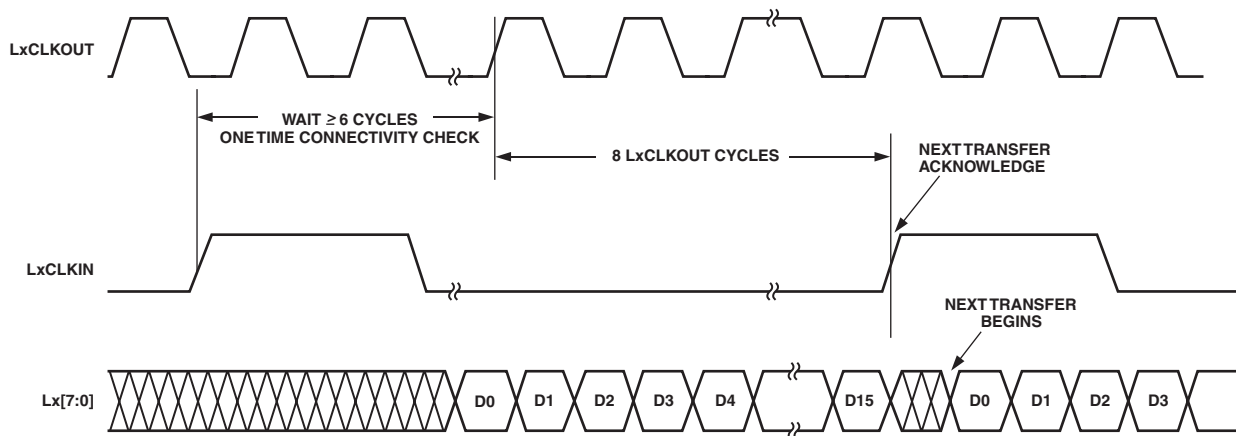 LxCLKOUT
WAIT ≥ 6 CYCLES
ONE TIME CONNECTIVITY CHECK
8 LxCLKOUT CYCLES
NEXT TRANSFER
ACKNOWLEDGE
LxCLKIN
NEXT TRANSFER
BEGINS
Lx[7:0]
D0 D1 D2 D3 D4 D15 D0 D1 D2 D3